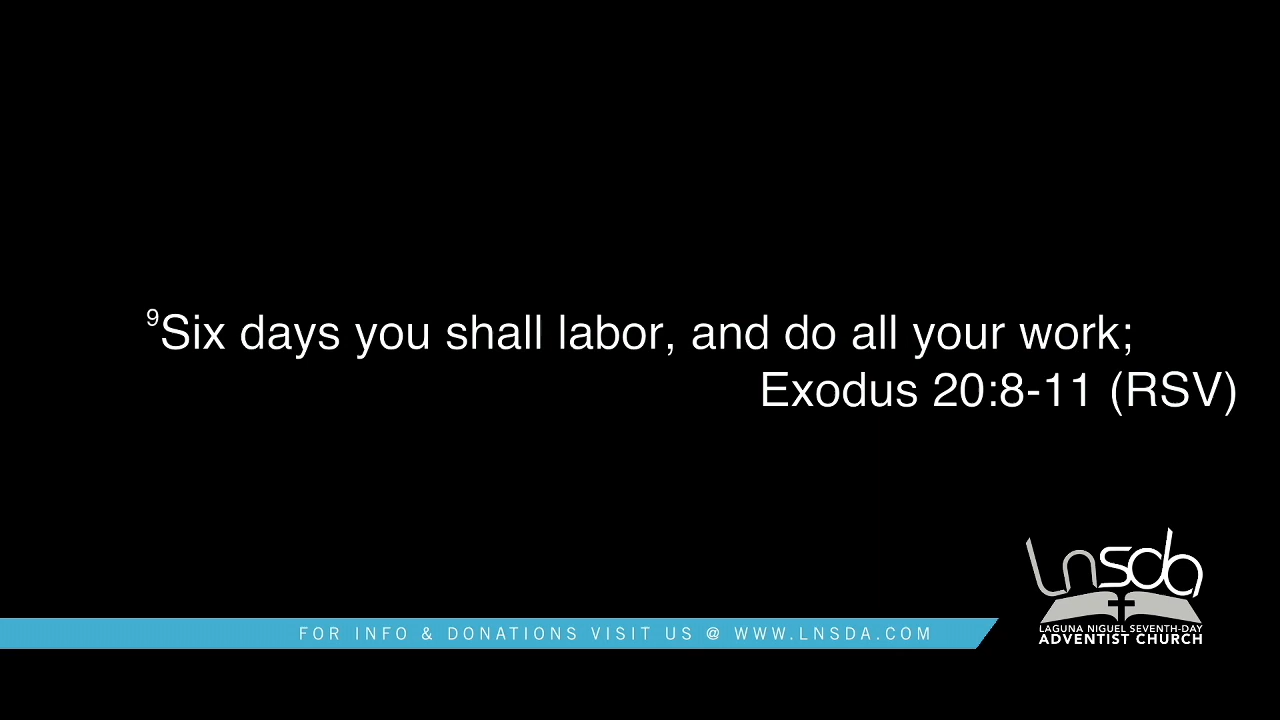 ⁹Six days you shall labor, and do all your work;
Exodus 20:8-11 (RSV)
Lnsda
FOR INFO & DONATIONS VISIT US @ WWW.LNSDA.COM
LAGUNA NIGUEL SEVENTH-DAY
ADVENTIST CHURCH